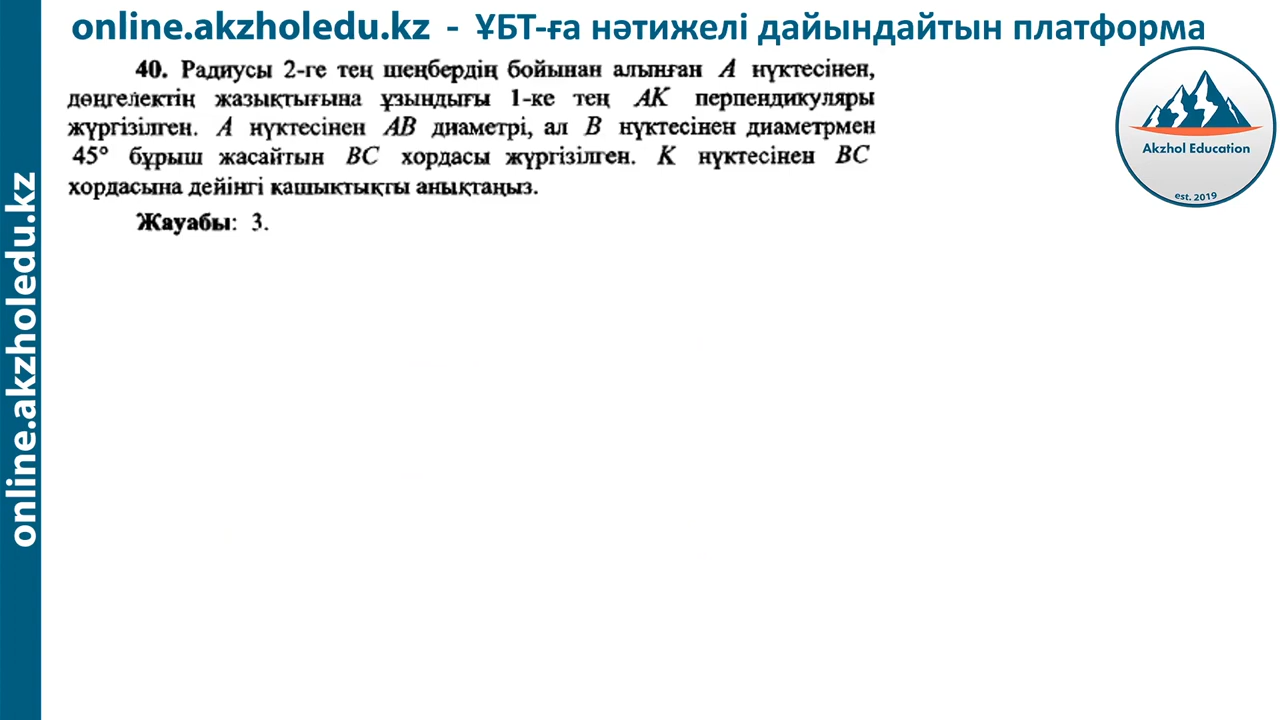 online.akzholedu.kz - ҰБТ-ға нәтижелі дайындайтын платформа
40. Радиусы 2-ге тең шеңбердің бойынан алынған A нүктесінен,
дөңгелектің жазықтығына ұзындығы 1-ке тең AK перпендикуляры
жүргізілген. A нүктесінен AB диаметрі, ал B нүктесінен диаметрмен
45° бұрыш жасайтын BC хордасы жүргізілген. K нүктесінен BC
хордасына дейінгі қашықтықты анықтаңыз.
Жауабы: 3.
Akzhol Education
est. 2019
online.akzholedu.kz